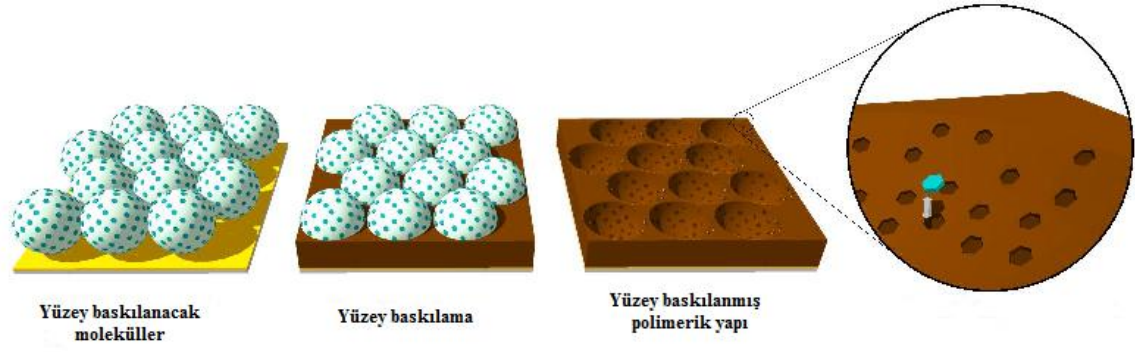 Yüzey baskılanacak
moleküller
Yüzey baskılama
Yüzey baskılanmış
polimerik yapı